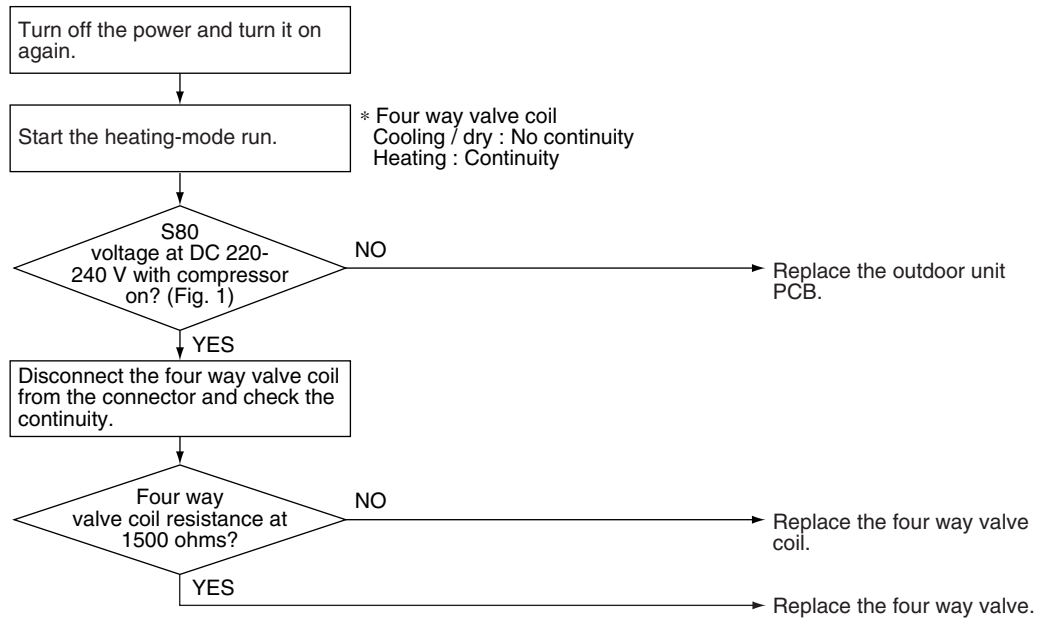 Turn off the power and turn it on
again.
Start the heating-mode run.
* Four way valve coil
Cooling / dry : No continuity
Heating : Continuity
S80
voltage at DC 220-
240 V with compressor
on? (Fig. 1)
NO
Replace the outdoor unit
PCB.
YES
Disconnect the four way valve coil
from the connector and check the
continuity.
Four way
valve coil resistance at
1500 ohms?
NO
Replace the four way valve
coil.
YES
Replace the four way valve.